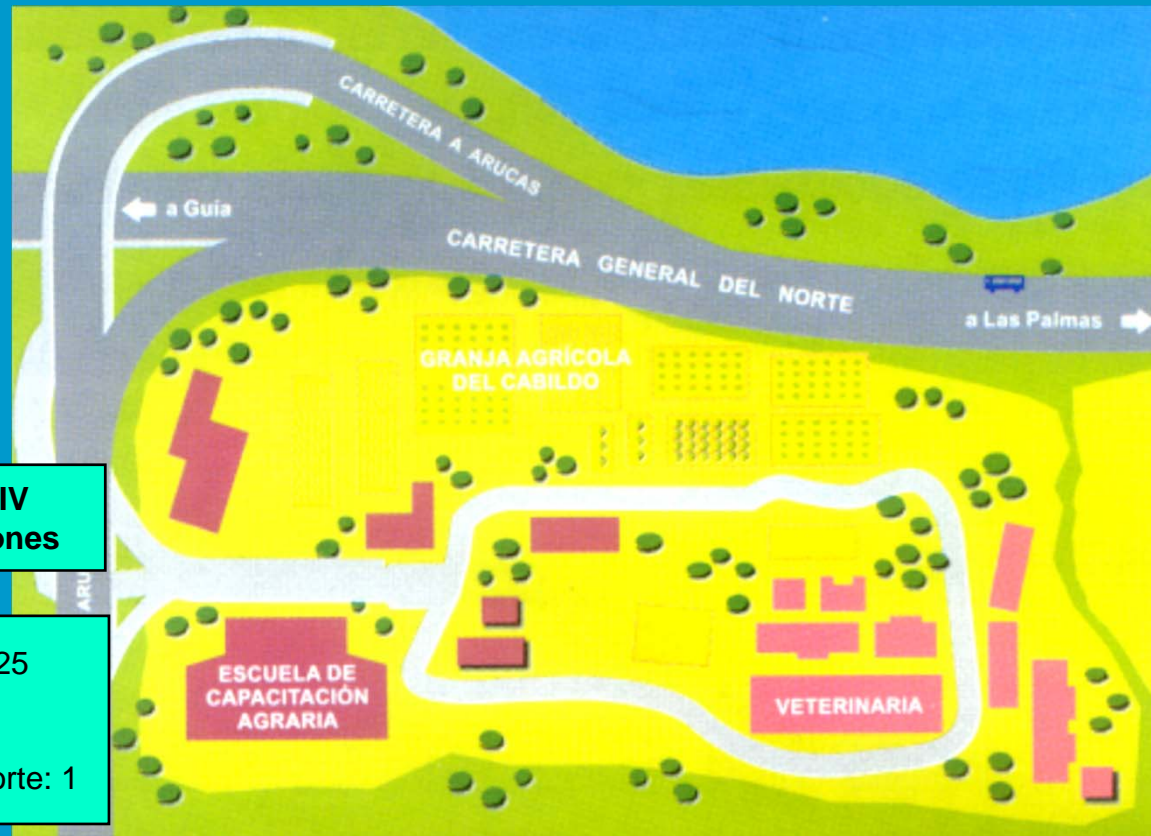 CARRETERA A ARUCAS
a Guía
CARRETERA GENERAL DEL NORTE
a Las Palmas
GRANJA AGRÍCOLA
DEL CABILDO
IV
ones
ARU
25
orte: 1
ESCUELA DE
CAPACITACIÓN
AGRARIA
VETERINARIA